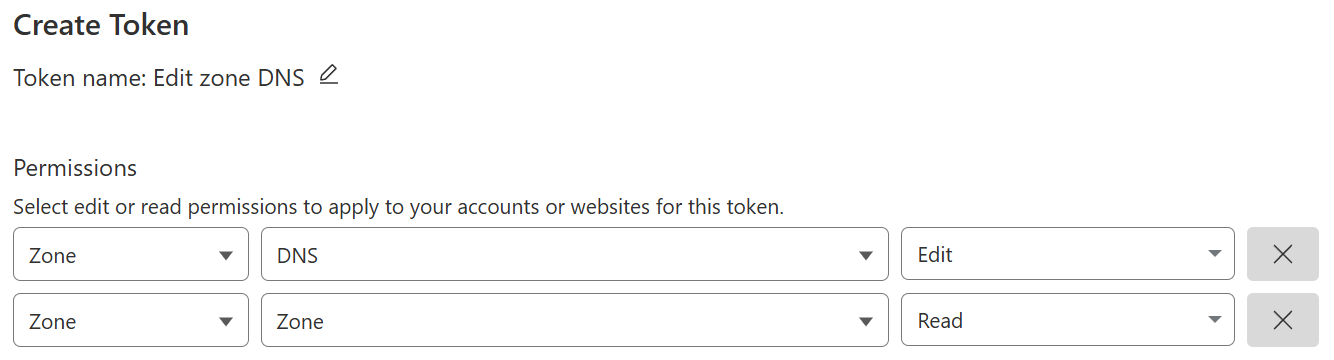 Create Token
Token name: Edit zone DNS
Permissions
Select edit or read permissions to apply to your accounts or websites for this token.
Zone DNS Edit
Zone Zone Read